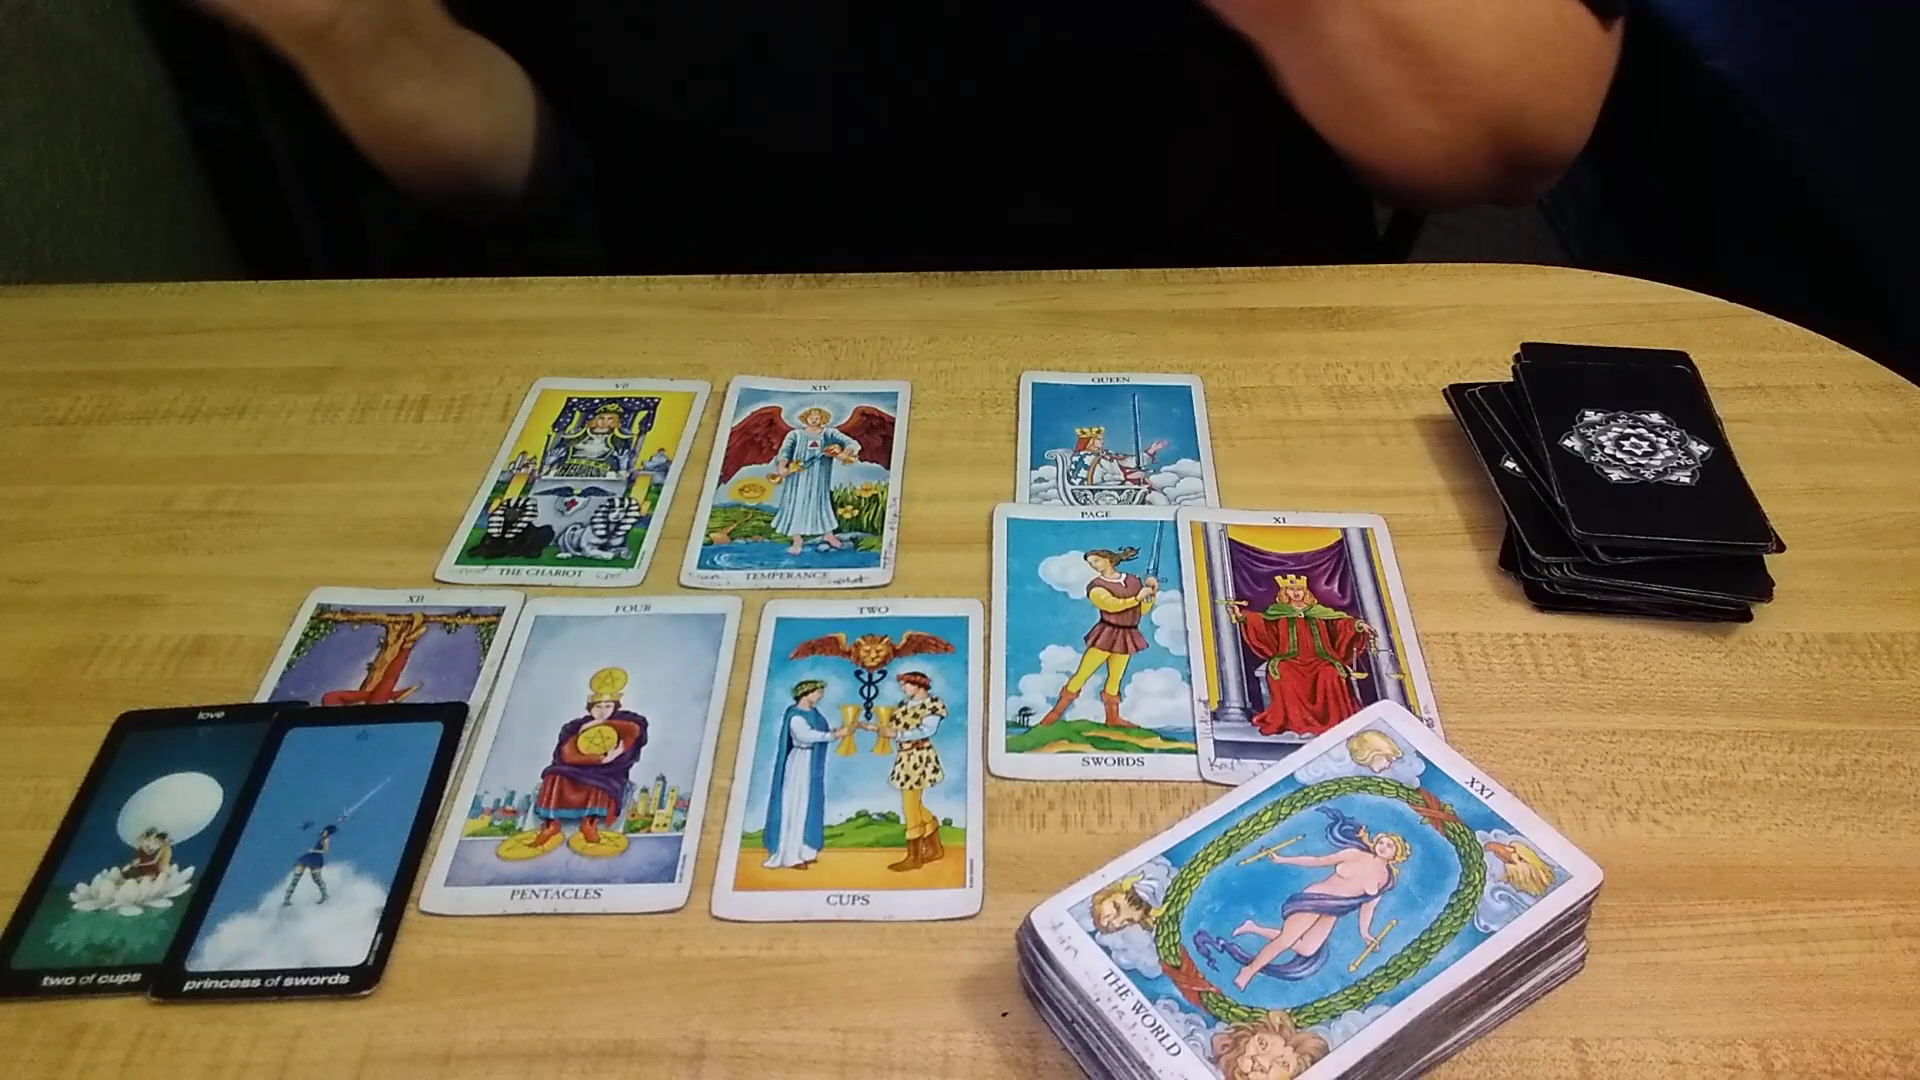 VII
THE CHARIOT
XIV
TEMPERANCE
QUEEN
PAGE
SWORDS
XI
XII
FOUR
PENTACLES
TWO
CUPS
love
two of cups
princess of swords
XXI
THE WORLD